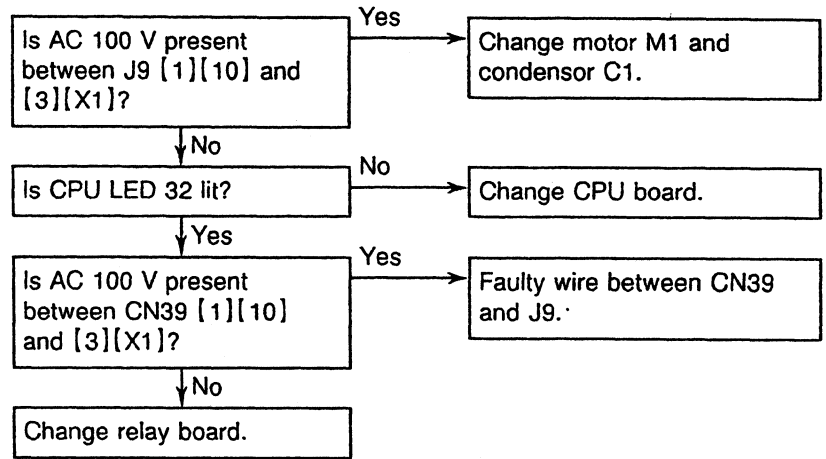 Is AC 100 V present
between J9 [1][10] and
[3][X1]?
Yes
Change motor M1 and
condensor C1.
No
Is CPU LED 32 lit?
No
Change CPU board.
Yes
Is AC 100 V present
between CN39 [1][10]
and [3][X1]?
Yes
Faulty wire between CN39
and J9.
No
Change relay board.